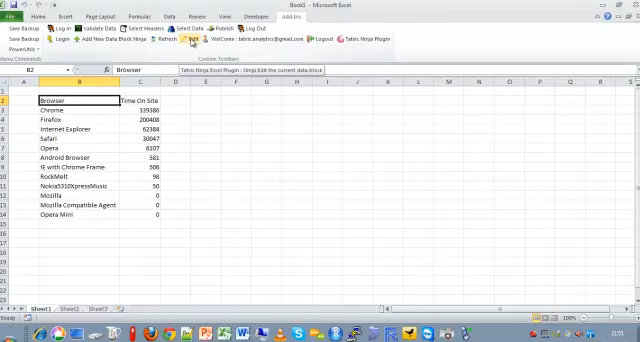 Book1 - Microsoft Excel
File Home Insert Page Layout Formulas Data Review View Developer Add-Ins
Save Backup Log in Validate Data Select Headers Select Data Publish Log Out
Save Backup Login Add New Data Block Ninja Refresh Edit WelCome : tatvic.analytics@gmail.com Logout Tatvic Ninja Plugin
PowerUtils
Menu Commands Custom Toolbars
B2 fx Browser
Tatvic Ninja Excel Plugin : Ninja Edit the current data block
A B C D E F G H I J K L M N O P Q R S
1
2 Browser Time On Site
3 Chrome 339386
4 Firefox 200408
5 Internet Explorer 62384
6 Safari 30047
7 Opera 6107
8 Android Browser 581
9 IE with Chrome Frame 506
10 RockMelt 98
11 Nokia5310XpressMusic 50
12 Mozilla 0
13 Mozilla Compatible Agent 0
14 Opera Mini 0
15
16
17
18
19
20
21
22
23
Sheet1 Sheet2 Sheet3
Ready 100%
21:51